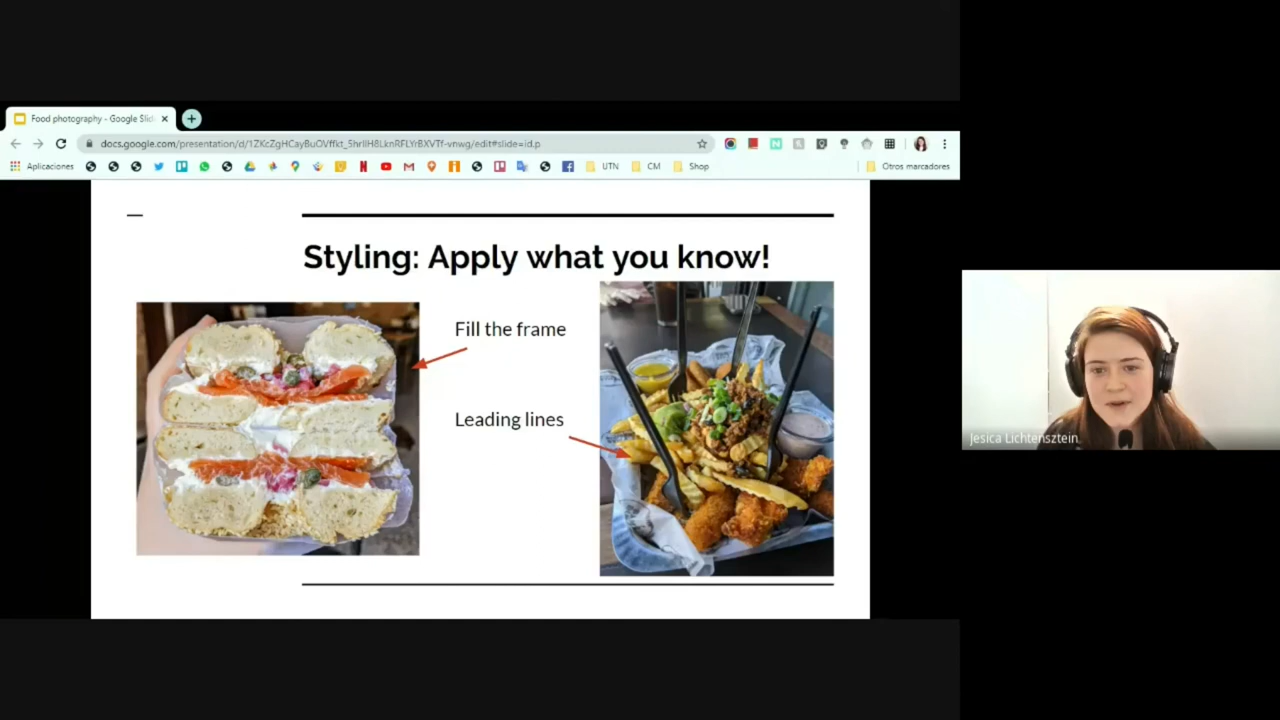 Food photography - Google Slid
docs.google.com/presentation/d/1ZKcZgHCayBuOVffkt_5hrIIH8LknRFLYrBXVTf-vnwg/edit#slide=id.p
Aplicaciones
UTN
CM
Shop
Otros marcadores
Styling: Apply what you know!
Fill the frame
Leading lines
Jesica Lichtensztein